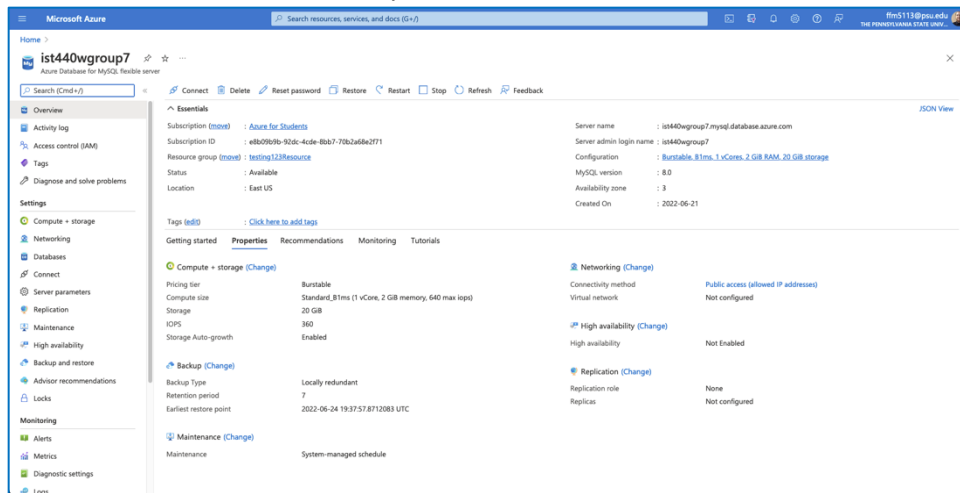 Microsoft Azure
Search resources, services, and docs (G+/)
ffm5113@psu.edu
THE PENNSYLVANIA STATE UNIV...
Home >
ist440wgroup7
Azure Database for MySQL flexible server
Search (Cmd+/)
Connect Delete Reset password Restore Restart Stop Refresh Feedback
Overview
Activity log
Access control (IAM)
Tags
Diagnose and solve problems
Settings
Compute + storage
Networking
Databases
Connect
Server parameters
Replication
Maintenance
High availability
Backup and restore
Advisor recommendations
Locks
Monitoring
Alerts
Metrics
Diagnostic settings
Logs
Essentials
JSON View
Subscription (move) : Azure for Students
Subscription ID : e8b09b9b-92dc-4cde-8bb7-70b2a68e2f71
Resource group (move) : testing123Resource
Status : Available
Location : East US
Server name : ist440wgroup7.mysql.database.azure.com
Server admin login name : ist440wgroup7
Configuration : Burstable, B1ms, 1 vCores, 2 GiB RAM, 20 GiB storage
MySQL version : 8.0
Availability zone : 3
Created On : 2022-06-21
Tags (edit) : Click here to add tags
Getting started Properties Recommendations Monitoring Tutorials
Compute + storage (Change)
Pricing tier Burstable
Compute size Standard_B1ms (1 vCore, 2 GiB memory, 640 max iops)
Storage 20 GiB
IOPS 360
Storage Auto-growth Enabled
Backup (Change)
Backup Type Locally redundant
Retention period 7
Earliest restore point 2022-06-24 19:37:57.8712083 UTC
Maintenance (Change)
Maintenance System-managed schedule
Networking (Change)
Connectivity method Public access (allowed IP addresses)
Virtual network Not configured
High availability (Change)
High availability Not Enabled
Replication (Change)
Replication role None
Replicas Not configured